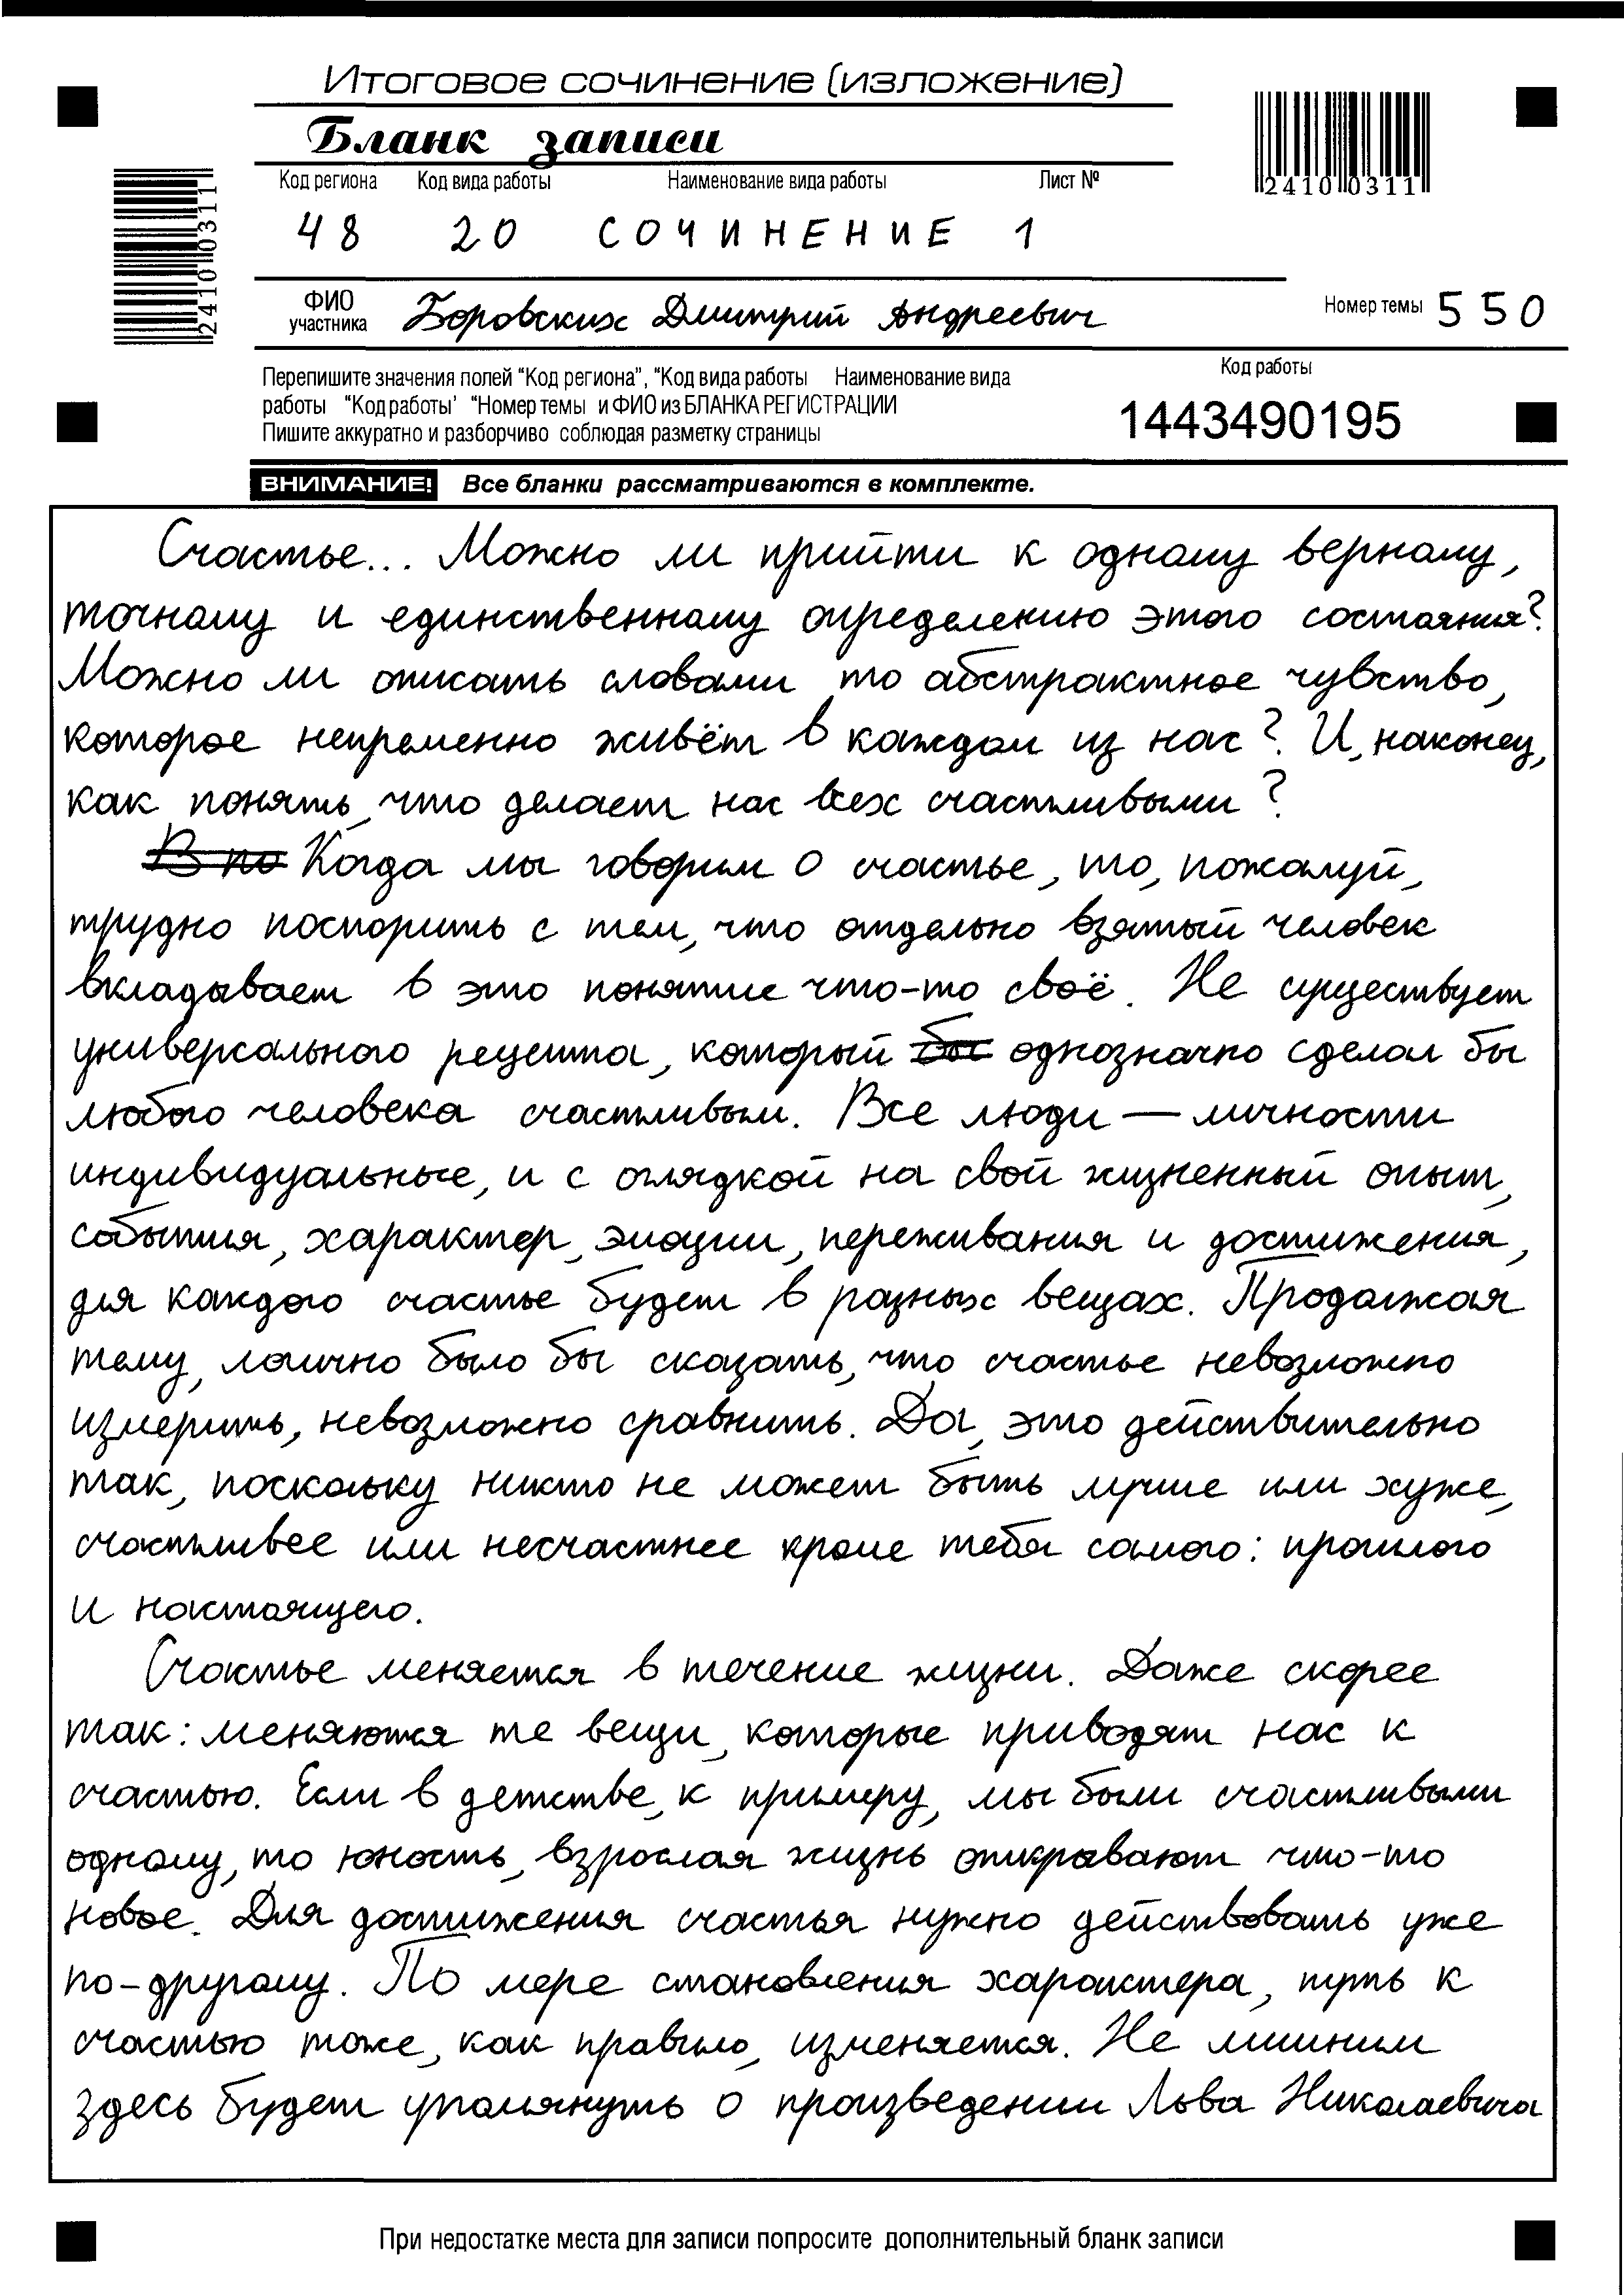 Итоговое сочинение (изложение)
Бланк записи
Код региона Код вида работы Наименование вида работы Лист №
48 20 СОЧИНЕНИЕ 1
2410 0311
2410 0311
ФИО участника Боровских Дмитрий Андреевич Номер темы 550
Перепишите значения полей "Код региона", "Код вида работы Наименование вида
работы "Код работы' "Номер темы и ФИО из БЛАНКА РЕГИСТРАЦИИ
Пишите аккуратно и разборчиво соблюдая разметку страницы
Код работы
1443490195
ВНИМАНИЕ! Все бланки рассматриваются в комплекте.
Счастье... Можно ли прийти к одному верному,
точному и единственному определению этого состояния?
Можно ли описать словами то абстрактное чувство,
которое непременно живёт в каждом из нас? И, наконец,
как понять, что делает нас всех счастливыми?
В по Когда мы говорим о счастье, то, пожалуй,
трудно поспорить с тем, что отдельно взятый человек
вкладывает в это понятие что-то своё. Не существует
универсального рецепта, который бы однозначно сделал бы
любого человека счастливым. Все люди — личности
индивидуальные, и с оглядкой на свой жизненный опыт,
события, характер, эмоции, переживания и достижения,
для каждого счастье будет в разных вещах. Продолжая
тему, логично было бы сказать, что счастье невозможно
измерить, невозможно сравнить. Да, это действительно
так, поскольку никто не может быть лучше или хуже,
счастливее или несчастнее кроме тебя самого: прошлого
и настоящего.
Счастье меняется в течение жизни. Даже скорее
так: меняются те вещи, которые приводят нас к
счастью. Если в детстве, к примеру, мы были счастливыми
одному, то юность, взрослая жизнь открывают что-то
новое. Для достижения счастья нужно действовать уже
по-другому. По мере становления характера, путь к
счастью тоже, как правило, изменяется. Не лишним
здесь будет упомянуть о произведении Льва Николаевича
При недостатке места для записи попросите дополнительный бланк записи